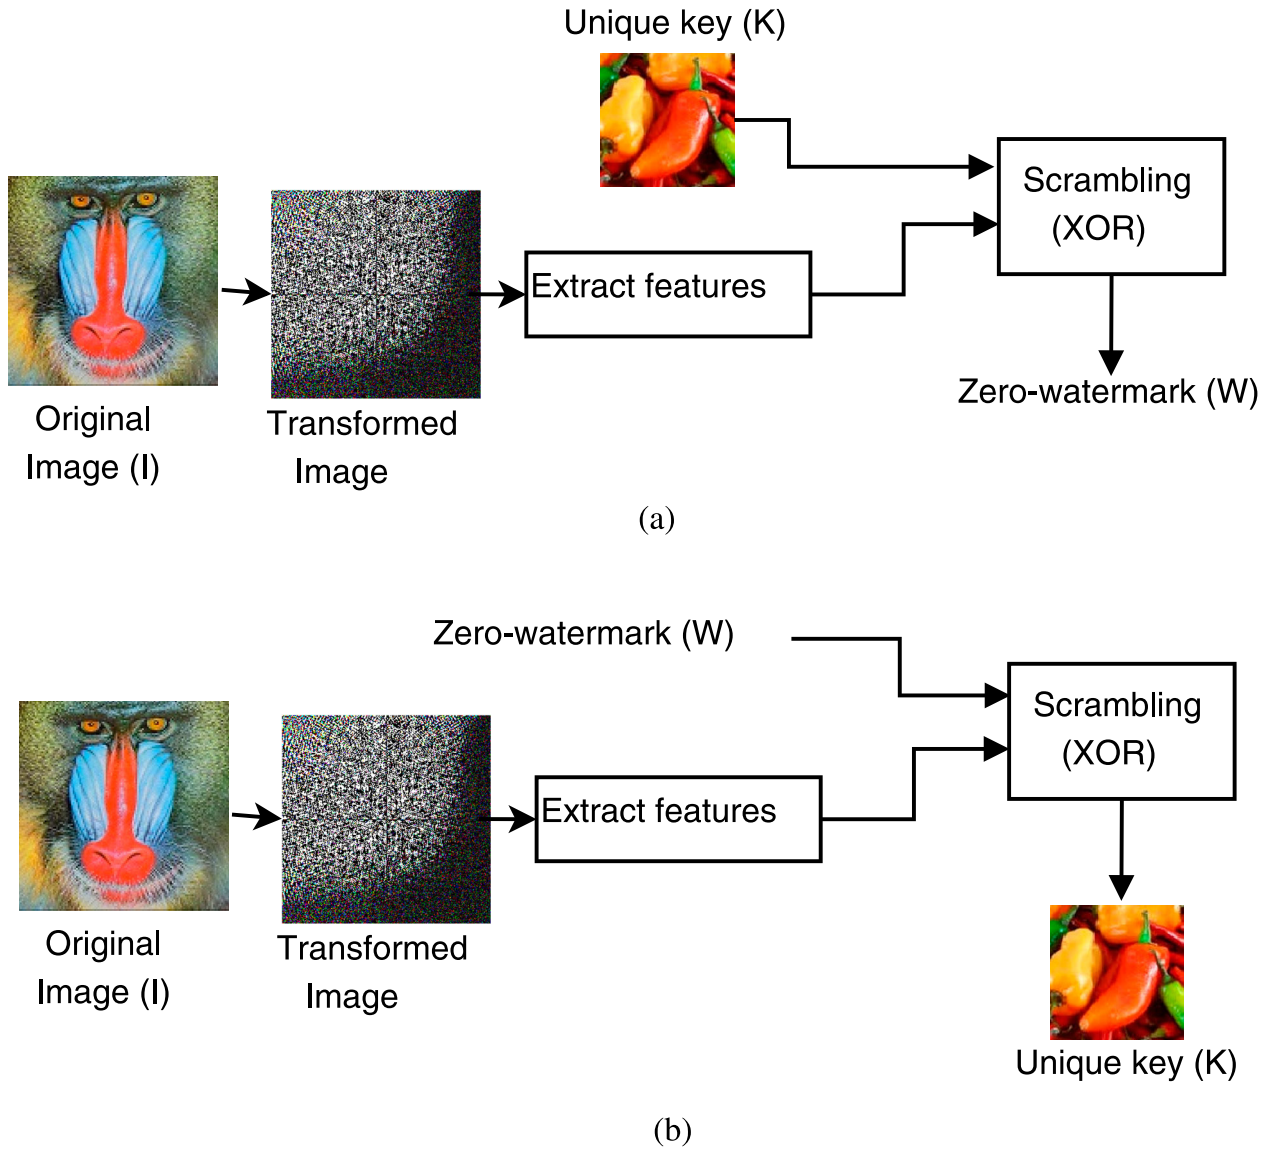 Unique key (K)
Scrambling
(XOR)
Extract features
Zero-watermark (W)
Original
Image (I)
Transformed
Image
(a)
Zero-watermark (W)
Scrambling
(XOR)
Extract features
Original
Image (I)
Transformed
Image
Unique key (K)
(b)